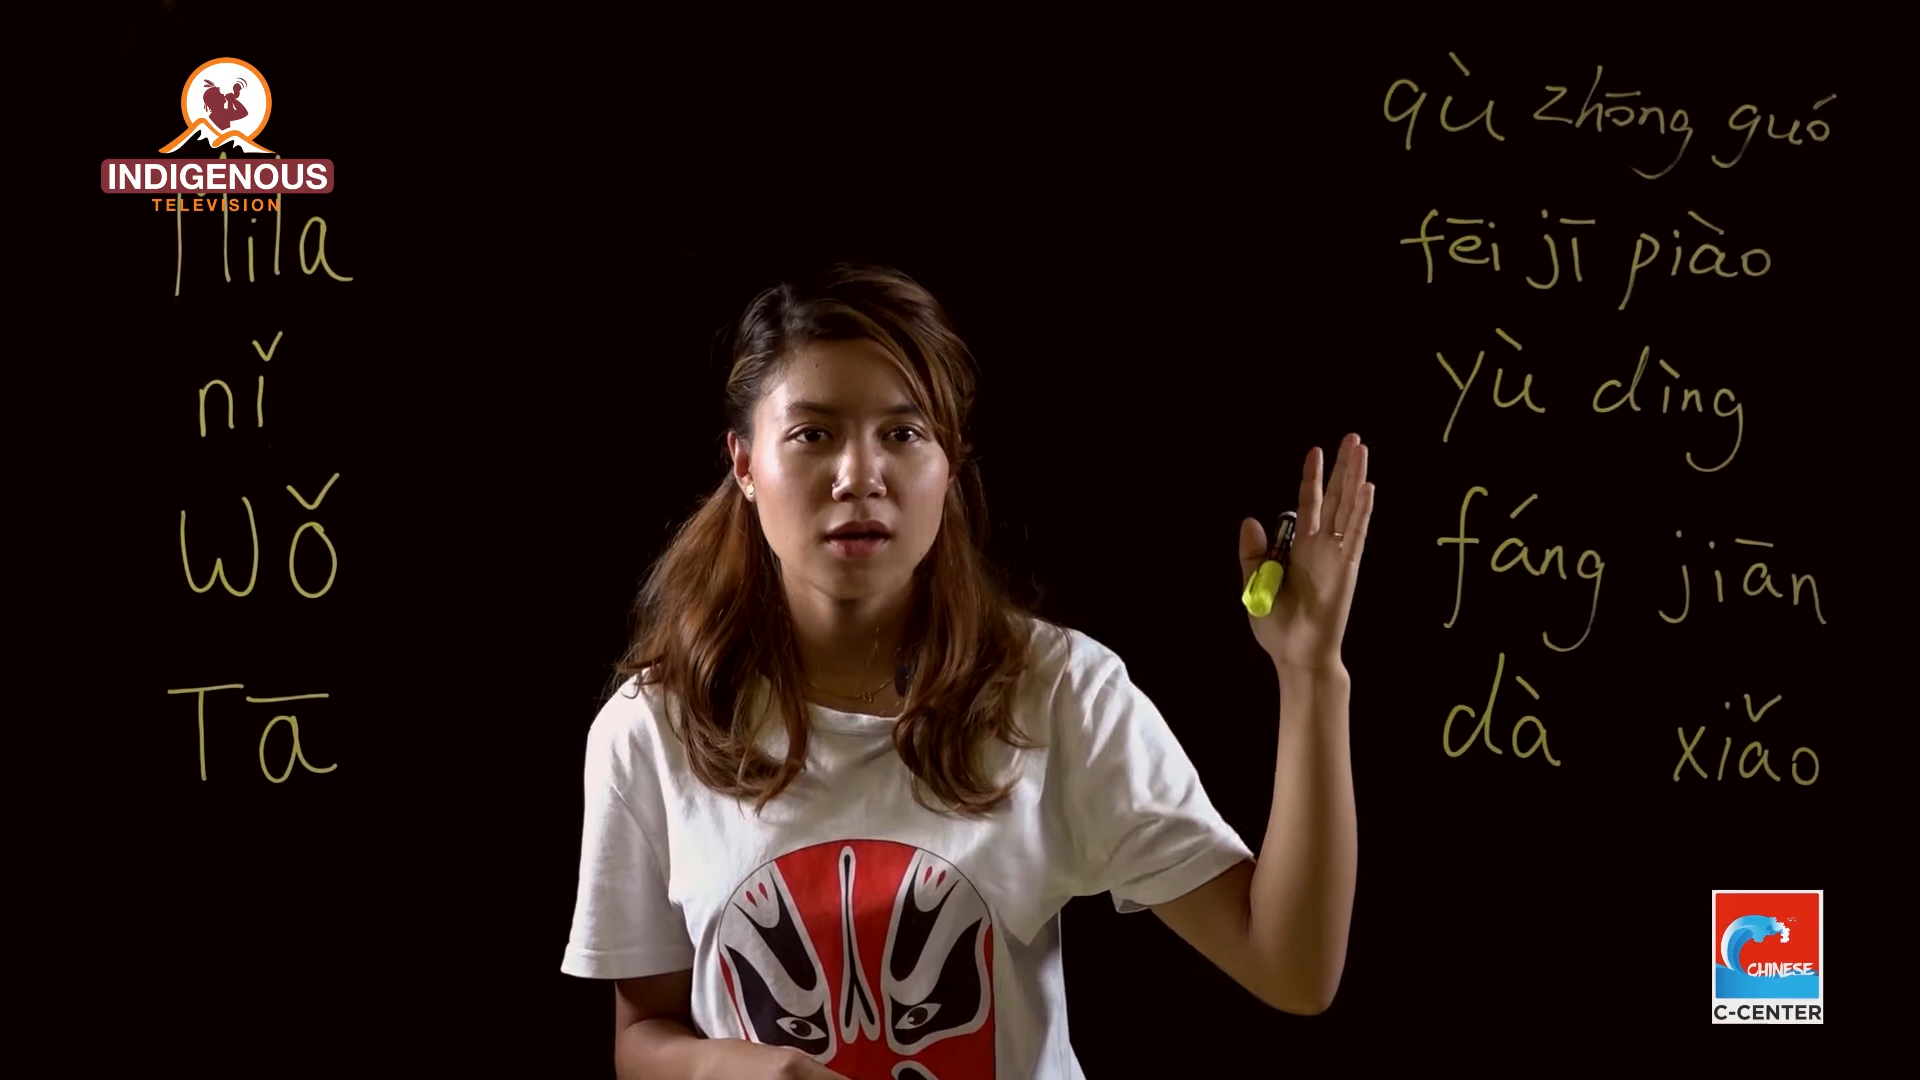 INDIGENOUS
TELEVISION
Mila
nǐ
wǒ
Tā
qù zhōng guó
fēi jī piào
yù dìng
fáng jiān
dà xiǎo
CHINESE
C-CENTER